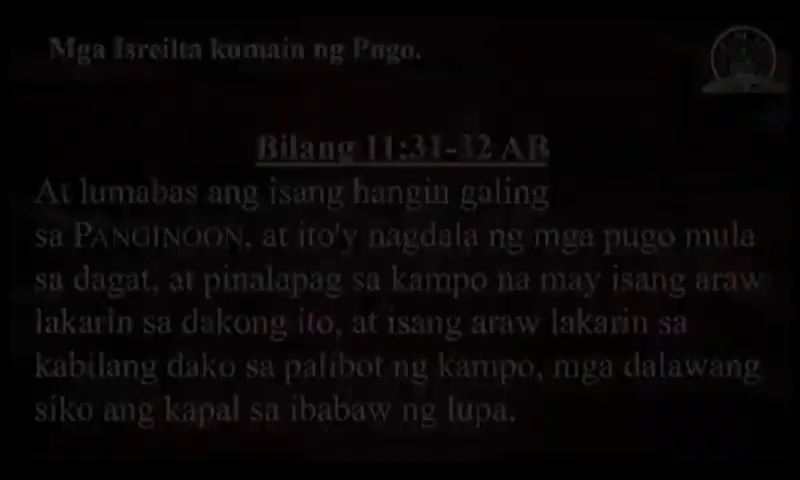 Mga Isreilta kumain ng Pugo.
Bilang 11:31-32 AB
At lumabas ang isang hangin galing
sa PANGINOON, at ito'y nagdala ng mga pugo mula
sa dagat, at pinalapag sa kampo na may isang araw
lakarin sa dakong ito, at isang araw lakarin sa
kabilang dako sa palibot ng kampo, mga dalawang
siko ang kapal sa ibabaw ng lupa.